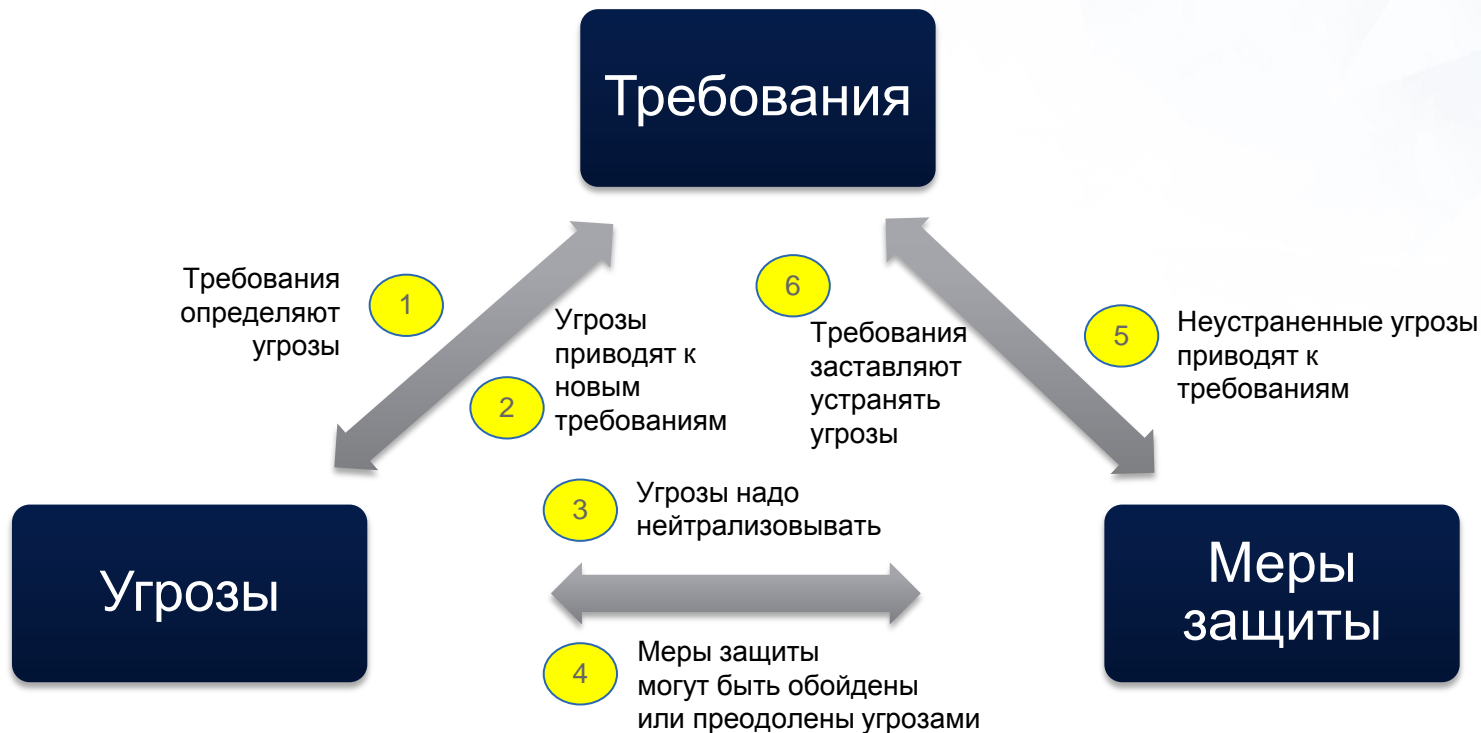 Требования
Требования
определяют
угрозы
1
2
Угрозы
приводят к
новым
требованиям
6
Требования
заставляют
устранять
угрозы
5
Неустраненные угрозы
приводят к
требованиям
Угрозы
3
Угрозы надо
нейтрализовывать
4
Меры защиты
могут быть обойдены
или преодолены угрозами
Меры
защиты